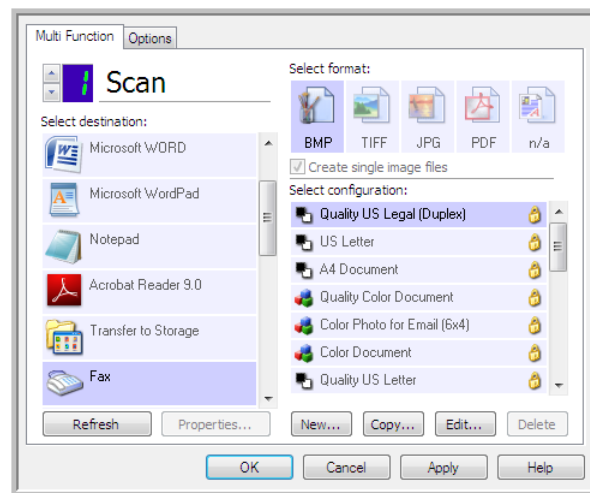 Multi Function
Options
1 Scan
Select destination:
Microsoft WORD
Microsoft WordPad
Notepad
Acrobat Reader 9.0
Transfer to Storage
Fax
Refresh
Properties...
Select format:
BMP TIFF JPG PDF n/a
Create single image files
Select configuration:
Quality US Legal (Duplex)
US Letter
A4 Document
Quality Color Document
Color Photo for Email (6x4)
Color Document
Quality US Letter
New... Copy... Edit... Delete
OK Cancel Apply Help